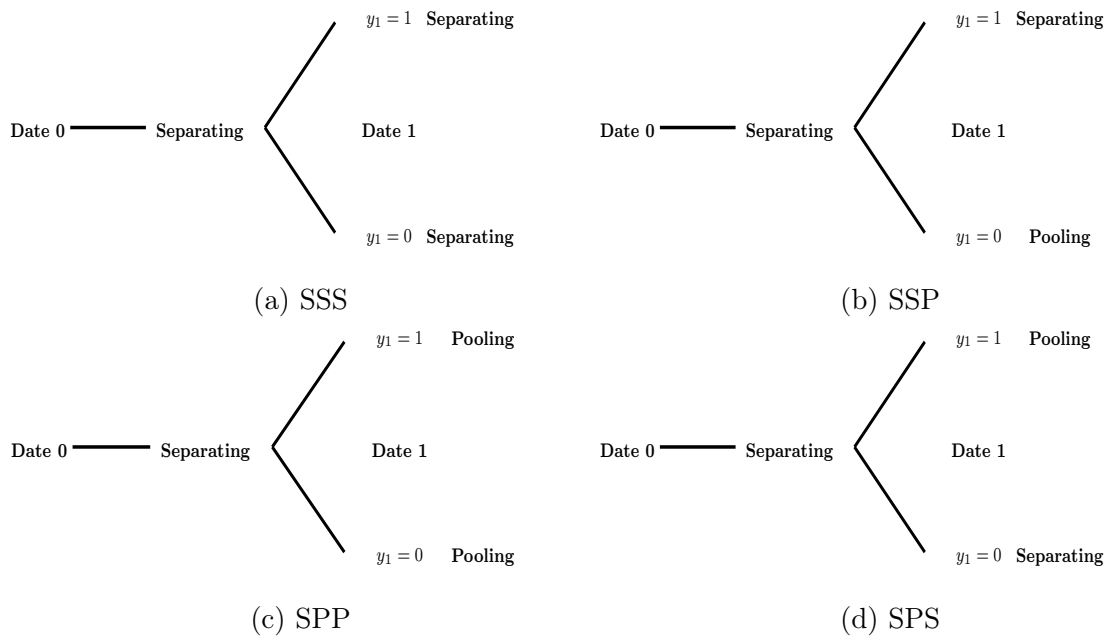 y₁ = 1 Separating
Date 0 Separating Date 1
y₁ = 0 Separating
(a) SSS
y₁ = 1 Separating
Date 0 Separating Date 1
y₁ = 0 Pooling
(b) SSP
y₁ = 1 Pooling
Date 0 Separating Date 1
y₁ = 0 Pooling
(c) SPP
y₁ = 1 Pooling
Date 0 Separating Date 1
y₁ = 0 Separating
(d) SPS